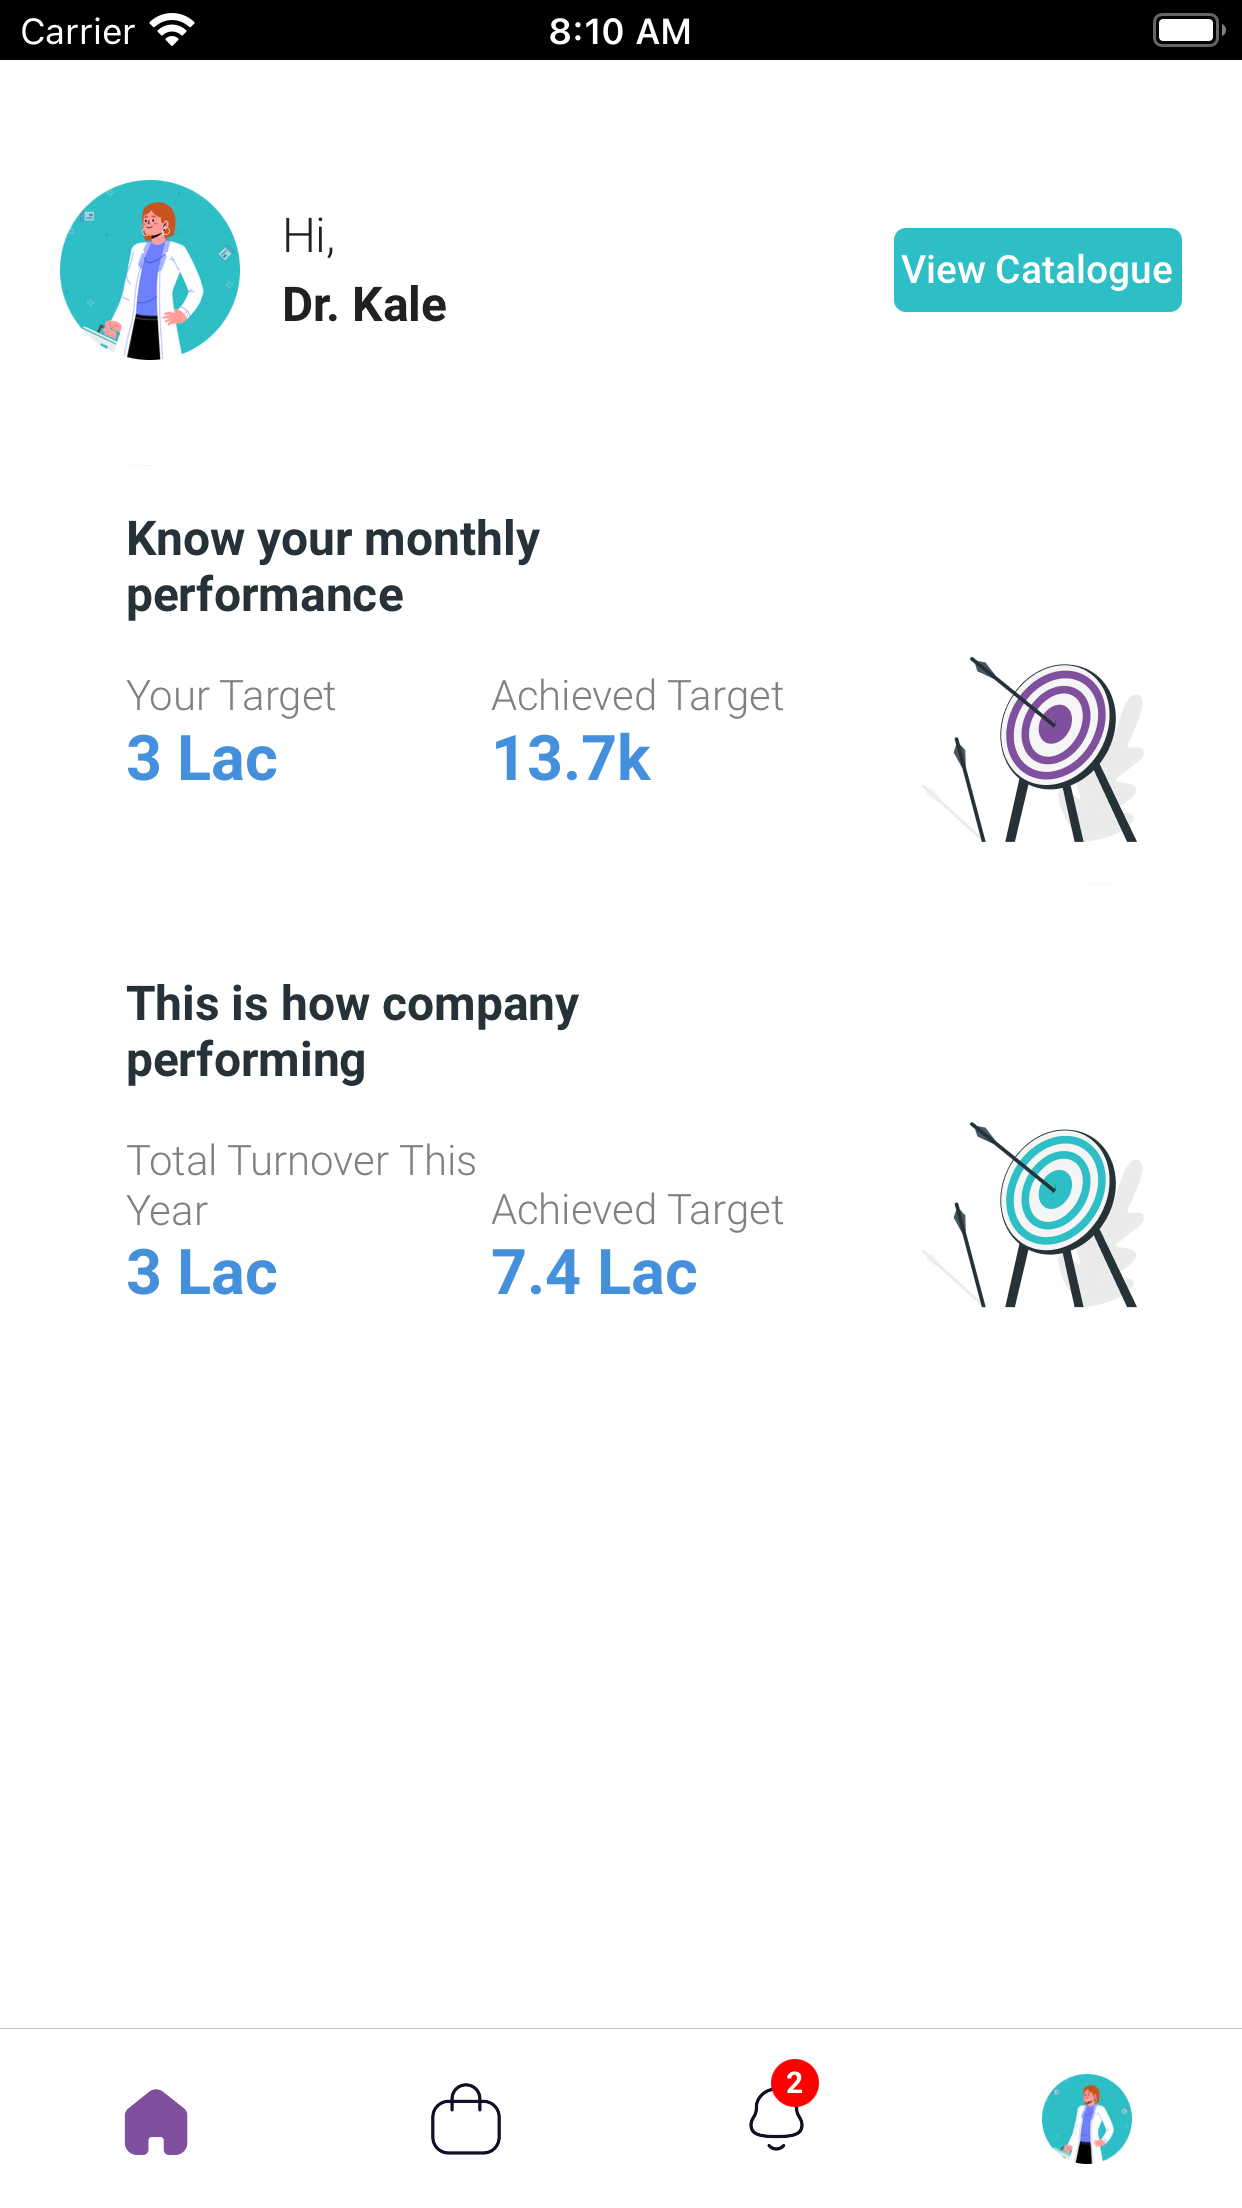 Carrier
8:10 AM
Hi,
Dr. Kale
View Catalogue
Know your monthly
performance
Your Target
Achieved Target
3 Lac
13.7k
This is how company
performing
Total Turnover This
Year
Achieved Target
3 Lac
7.4 Lac
2